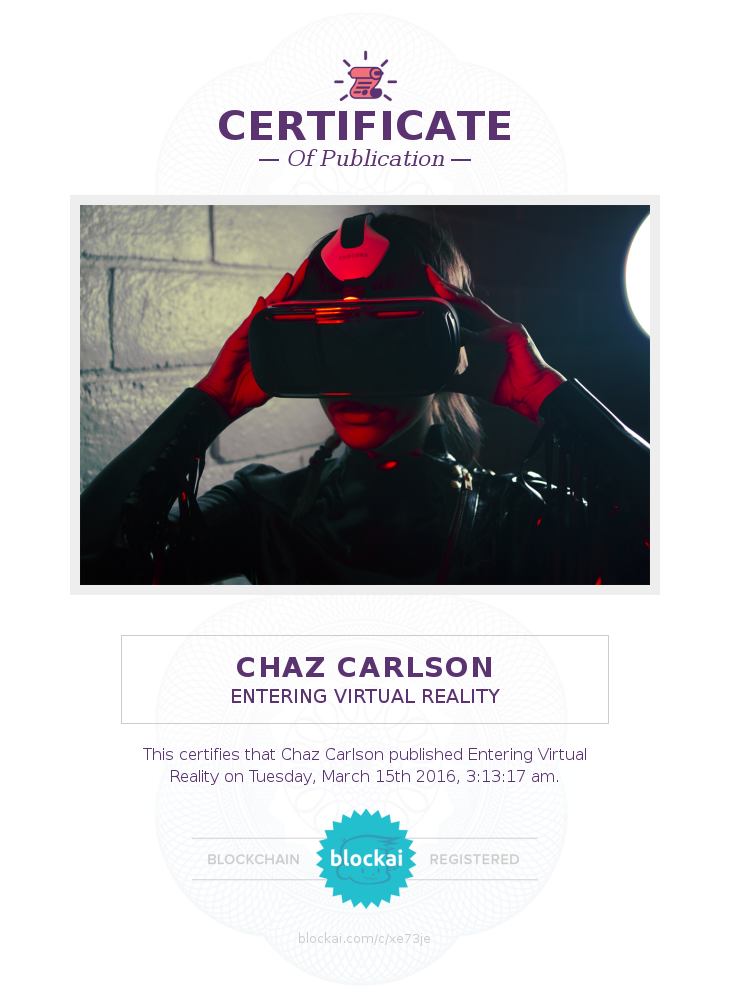 CERTIFICATE
— Of Publication —
CHAZ CARLSON
ENTERING VIRTUAL REALITY
This certifies that Chaz Carlson published Entering Virtual
Reality on Tuesday, March 15th 2016, 3:13:17 am.
BLOCKCHAIN blockai REGISTERED
blockai.com/c/xe73je